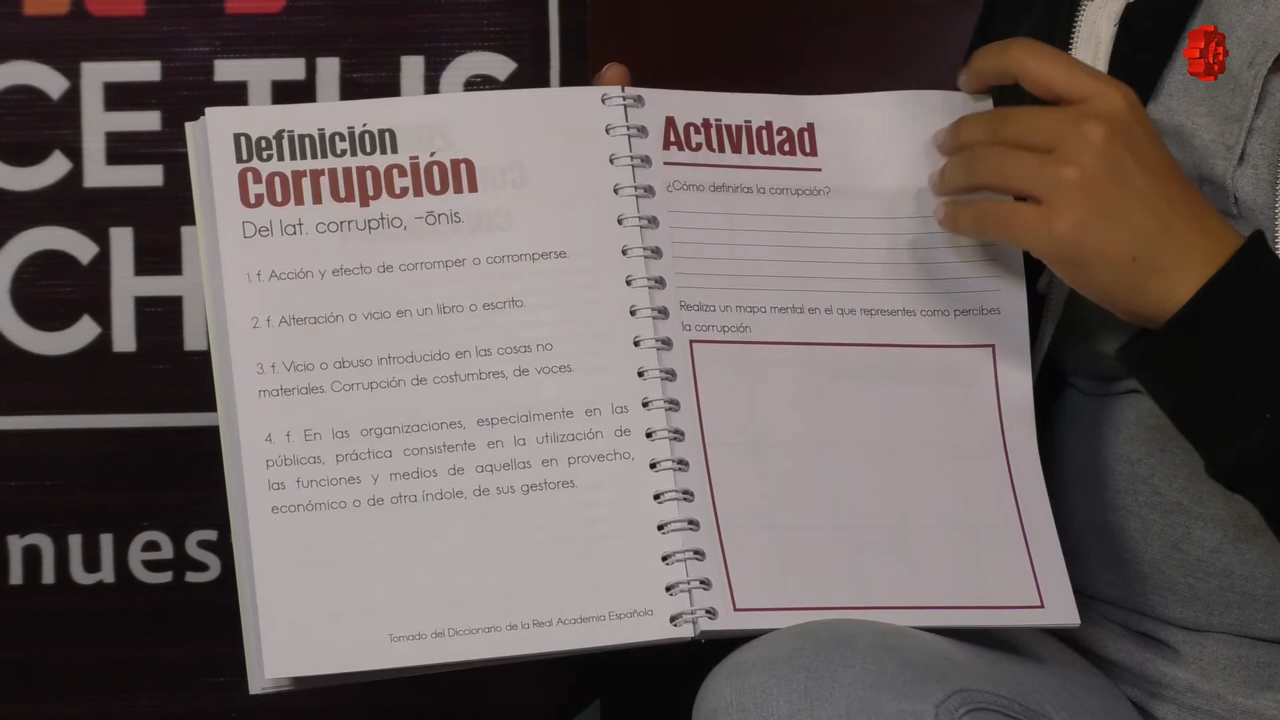 CE TUS
CH
nues
Definición
Corrupción
Del lat. corruptio, -ōnis.
1. f. Acción y efecto de corromper o corromperse.
2. f. Alteración o vicio en un libro o escrito.
3. f. Vicio o abuso introducido en las cosas no
materiales. Corrupción de costumbres, de voces.
4. f. En las organizaciones, especialmente en las
públicas, práctica consistente en la utilización de
las funciones y medios de aquellas en provecho,
económico o de otra índole, de sus gestores.
Tomado del Diccionario de la Real Academia Española
Actividad
¿Cómo definirías la corrupción?
Realiza un mapa mental en el que representes como percibes
la corrupción